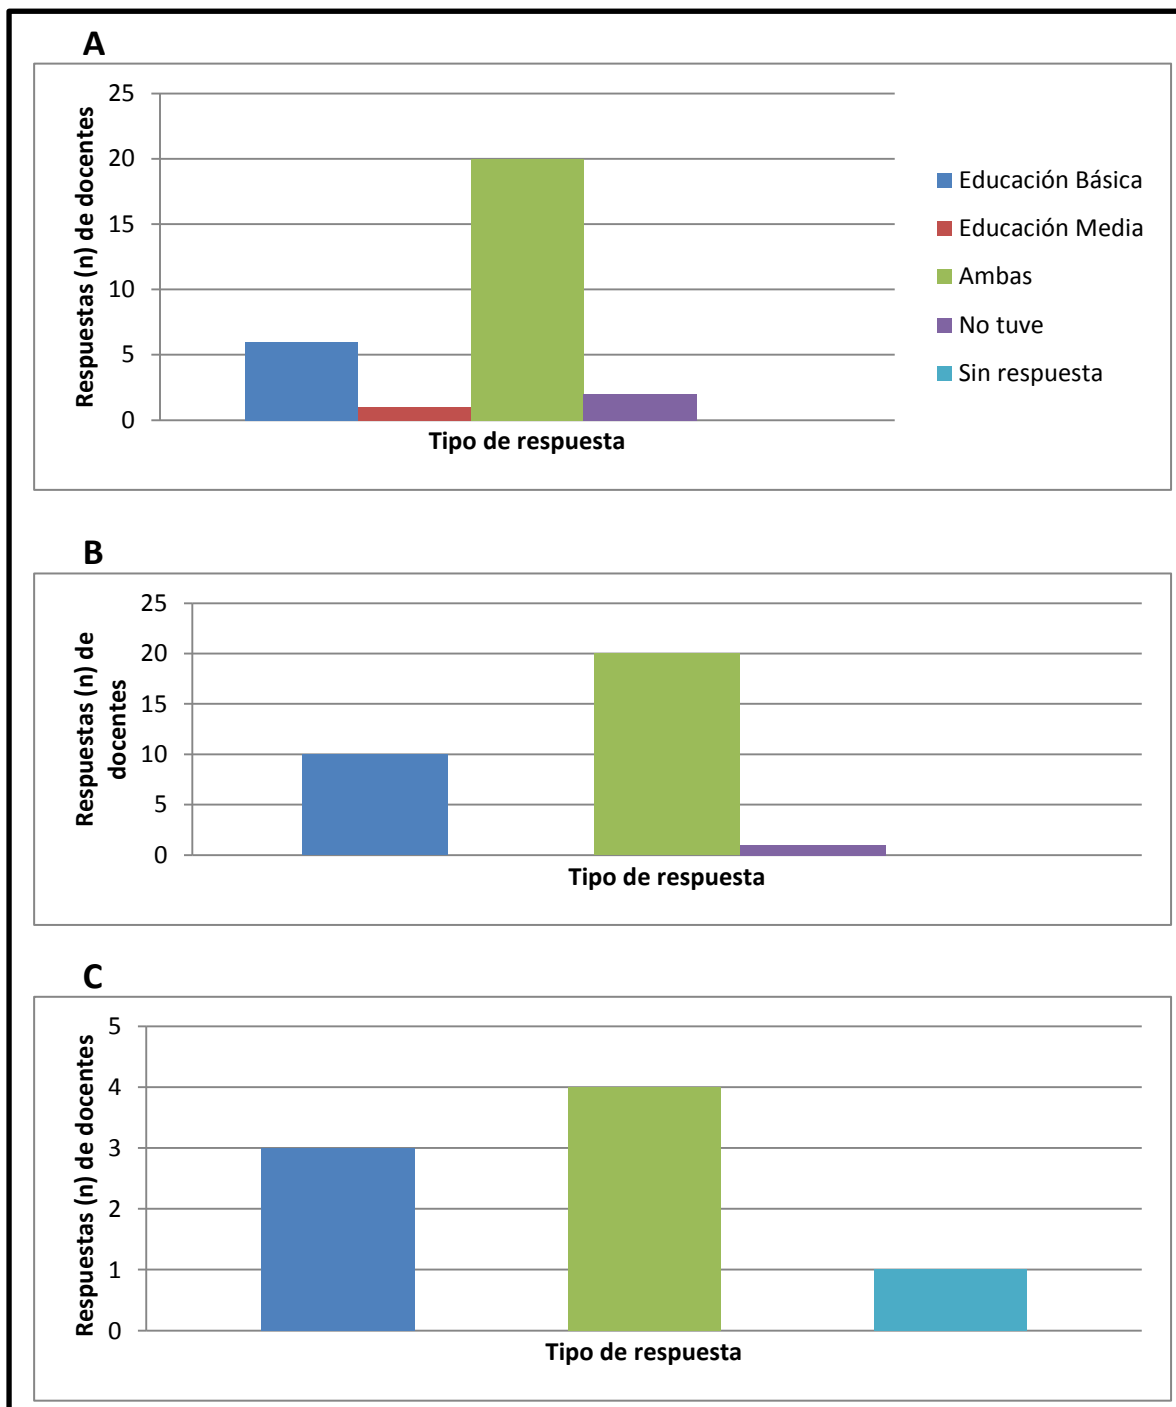 A
Respuestas (n) de docentes
25
20
15
10
5
0
Tipo de respuesta
Educación Básica
Educación Media
Ambas
No tuve
Sin respuesta
B
Respuestas (n) de
docentes
25
20
15
10
5
0
Tipo de respuesta
C
Respuestas (n) de docentes
5
4
3
2
1
0
Tipo de respuesta